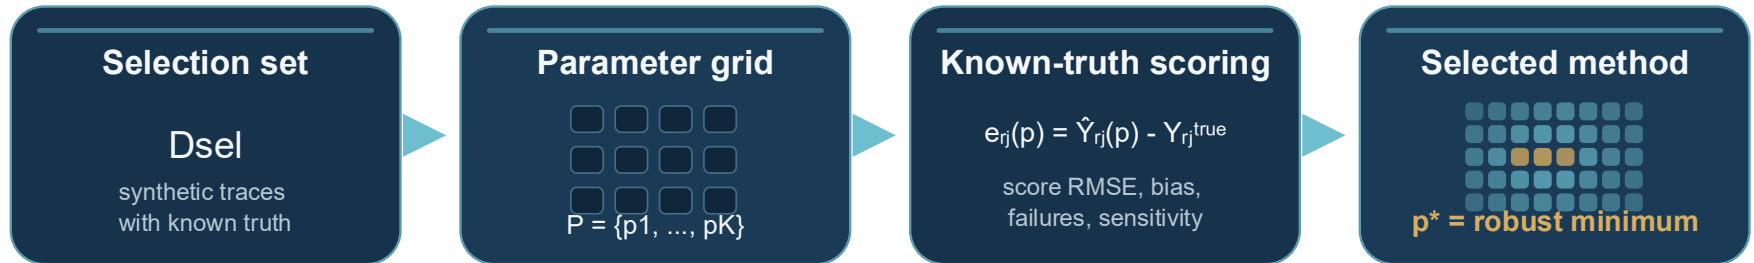 Selection set
Dsel
synthetic traces
with known truth
Parameter grid
P = {p1, ..., pK}
Known-truth scoring
eᵣⱼ(p) = Ŷᵣⱼ(p) - Yᵣⱼᵗʳᵘᵉ
score RMSE, bias,
failures, sensitivity
Selected method
p* = robust minimum